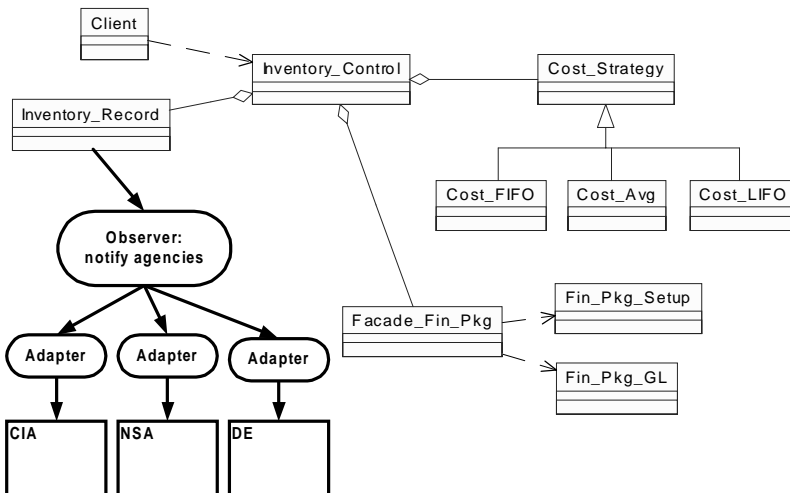 Client
Inventory_Control
Cost_Strategy
Inventory_Record
Cost_FIFO
Cost_Avg
Cost_LIFO
Observer:
notify agencies
Fin_Pkg_Setup
Facade_Fin_Pkg
Adapter
Adapter
Adapter
Fin_Pkg_GL
CIA
NSA
DE